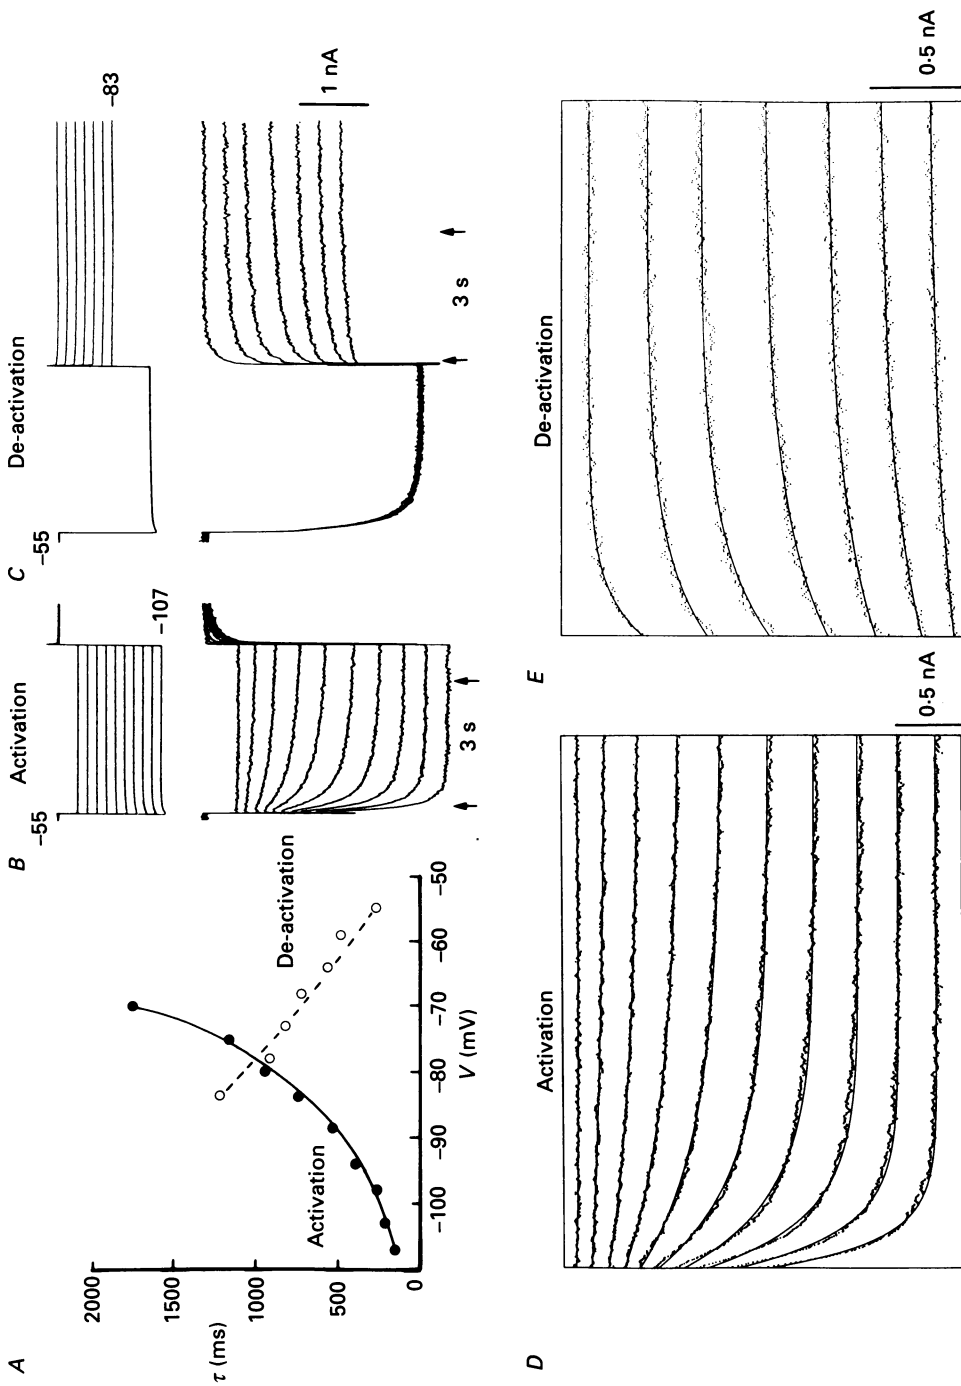 A
τ (ms)
2000
1500
1000
500
0
Activation
De-activation
-100
-90
-80
-70
-60
-50
V (mV)
B
Activation
-55
-107
3 s
C
De-activation
-55
-83
1 nA
3 s
D
Activation
0·5 nA
E
De-activation
0·5 nA